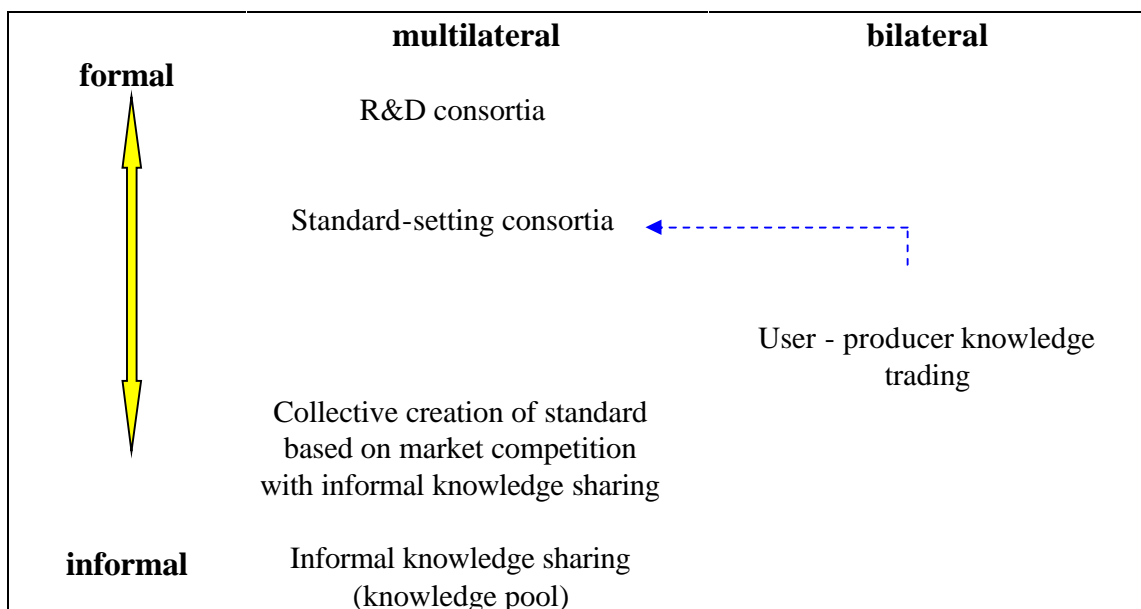 multilateral
bilateral
formal
R&D consortia
Standard-setting consortia
User - producer knowledge
trading
Collective creation of standard
based on market competition
with informal knowledge sharing
informal
Informal knowledge sharing
(knowledge pool)